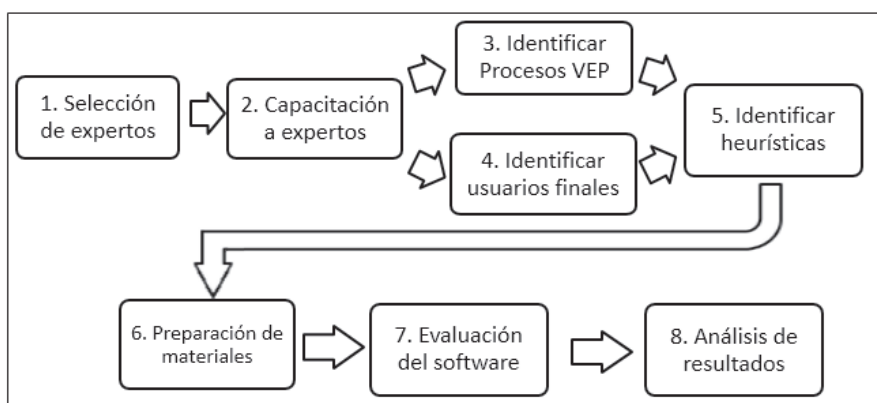 1. Selección
de expertos
2. Capacitación
a expertos
3. Identificar
Procesos VEP
4. Identificar
usuarios finales
5. Identificar
heurísticas
6. Preparación de
materiales
7. Evaluación
del software
8. Análisis de
resultados